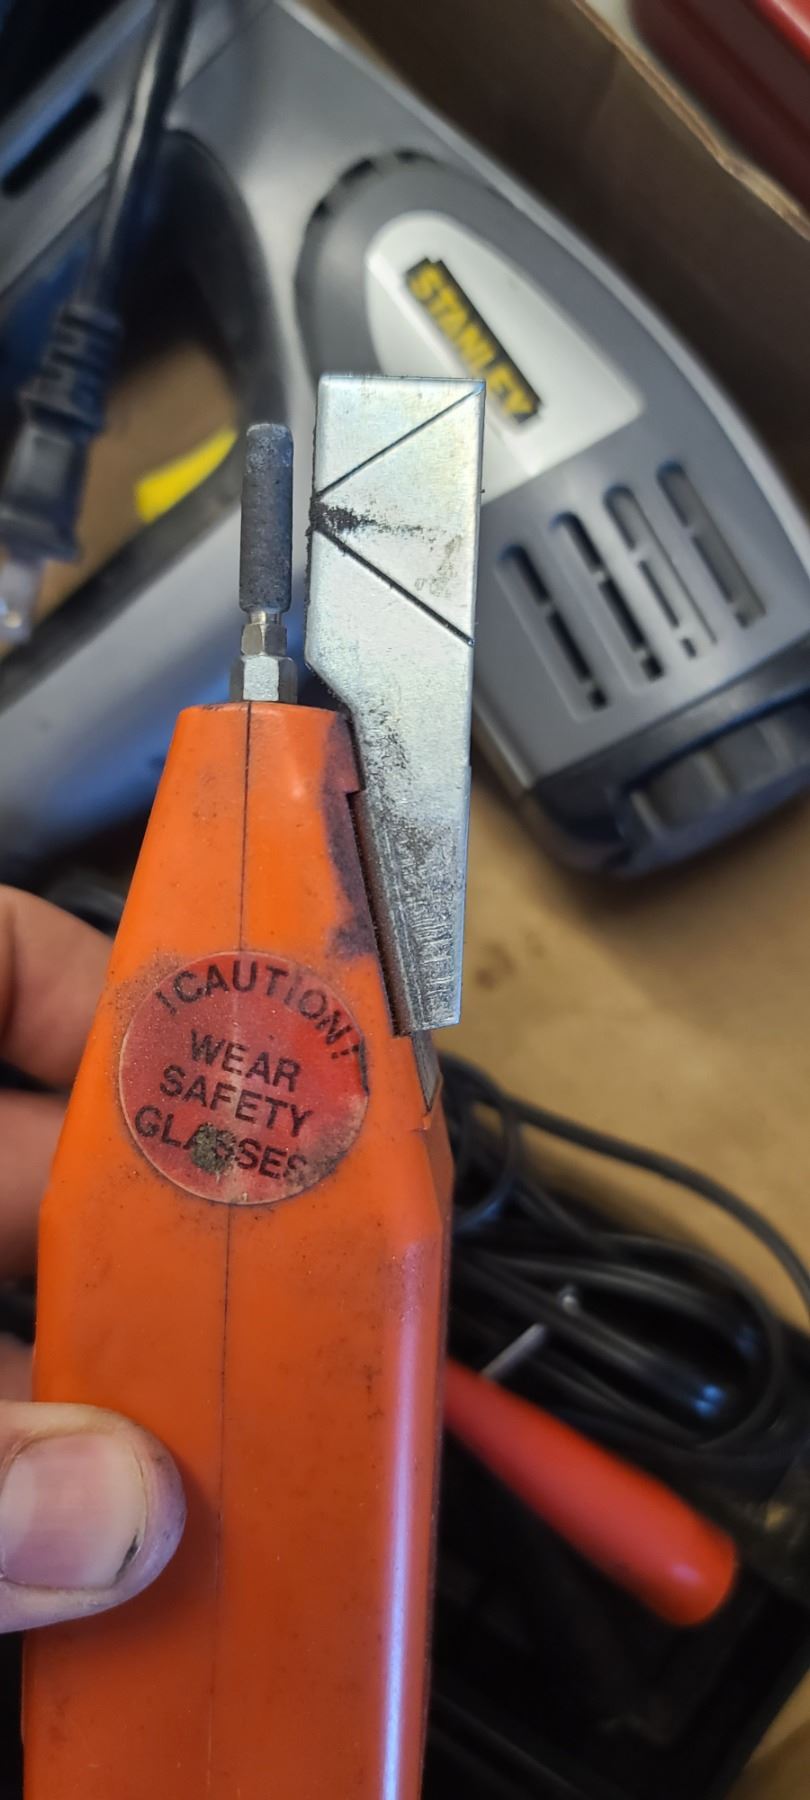 STANLEY
!CAUTION!
WEAR
SAFETY
GLASSES